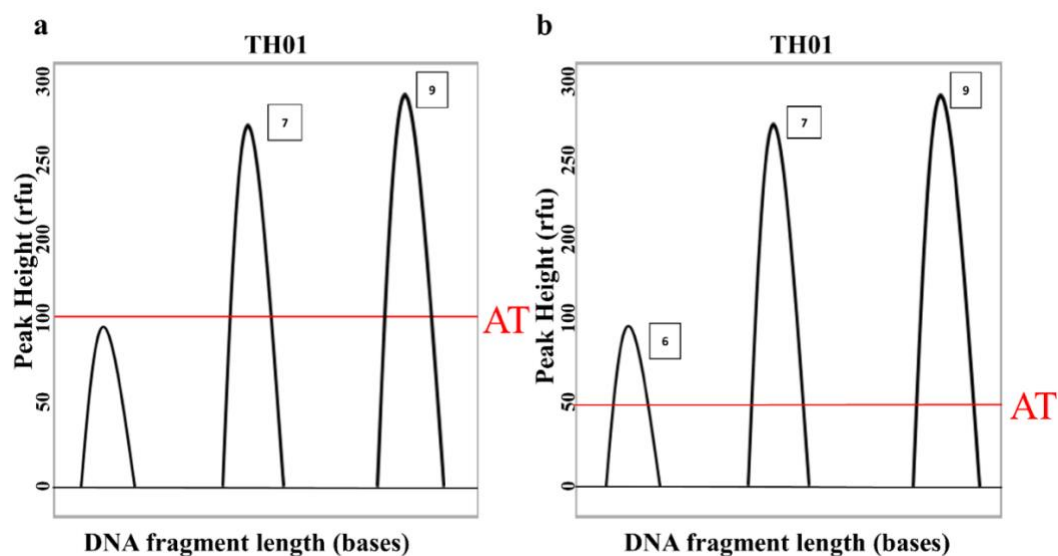 a
TH01
Peak Height (rfu)
300
250
200
100
50
0
7
9
AT
DNA fragment length (bases)
b
TH01
Peak Height (rfu)
300
250
200
100
50
0
6
7
9
AT
DNA fragment length (bases)